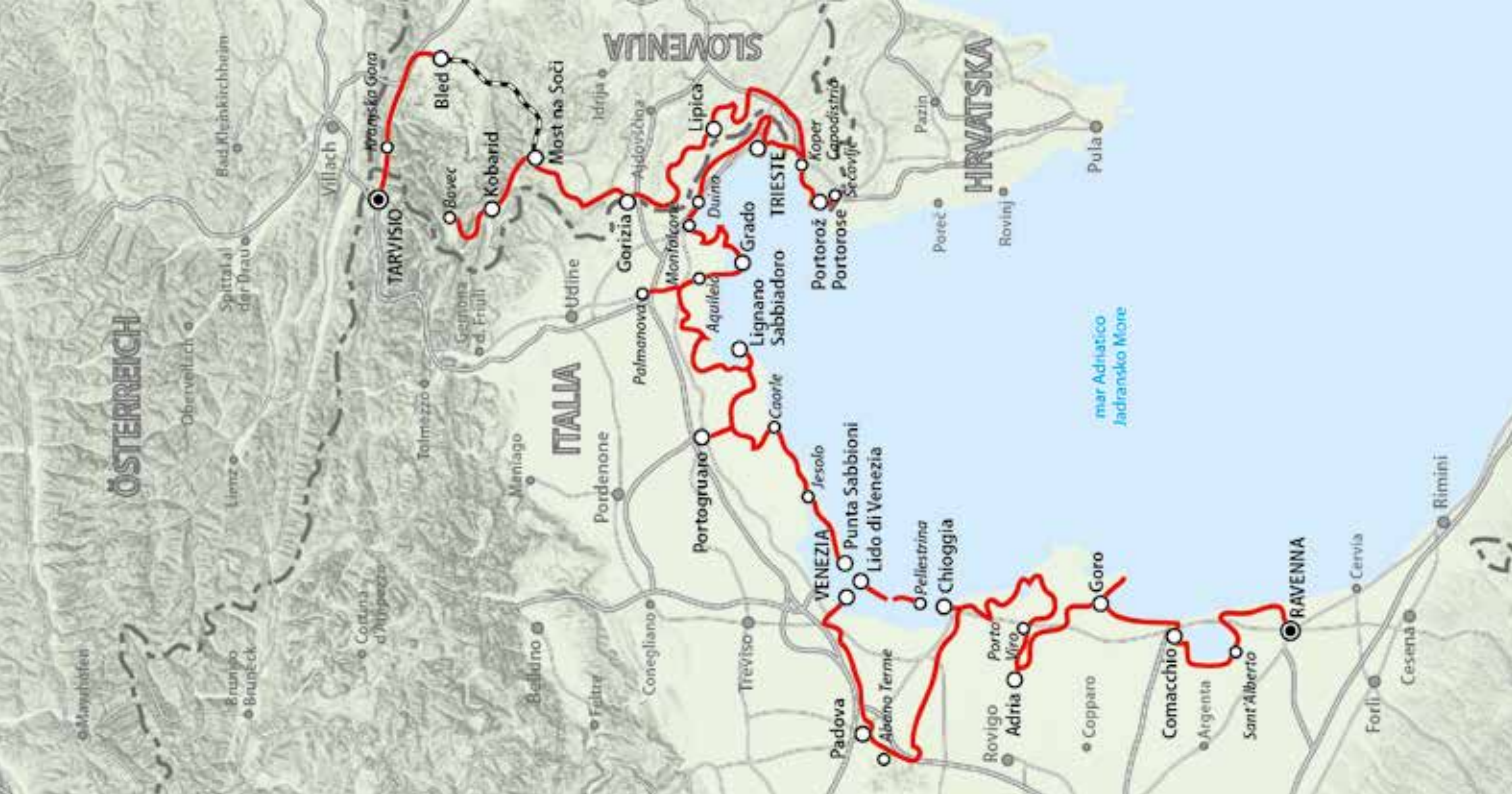 Mayrhofen
Bruneck
Lienz
Obervellach
ÖSTERREICH
Spittal a.
der Drau
Bad Kleinkirchheim
Villach
Kranjska Gora
TARVISIO
Bled
Bovec
Kobarid
Most na Soči
SLOVENIJA
Idrija
Ajdovščina
Lipica
Tolmezzo
Gemona
d. Friuli
Udine
Gorizia
Monfalcone
Duino
TRIESTE
Koper
Capodistria
Sečovlje
Portorož
Portorose
HRVATSKA
Pazin
Poreč
Rovinj
Pula
Grado
Aquileia
Palmanova
Lignano
Sabbiadoro
ITALIA
Maniago
Pordenone
Portogruaro
Caorle
Jesolo
Punta Sabbioni
Lido di Venezia
VENEZIA
Pellestrina
Chioggia
mar Adriatico
Jadransko More
Cortina
d'Ampezzo
Belluno
Feltre
Conegliano
Treviso
Padova
Abano Terme
Rovigo
Adria
Porto
Viro
Goro
Copparo
Comacchio
Argenta
Sant'Alberto
RAVENNA
Cervia
Rimini
Cesena
Forlì